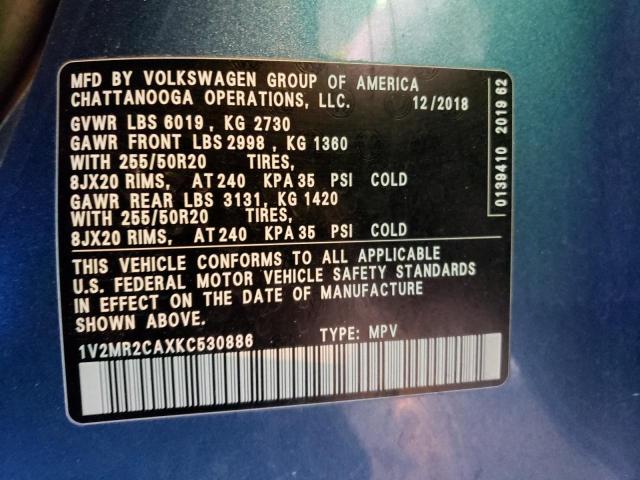 MFD BY VOLKSWAGEN GROUP OF AMERICA
CHATTANOOGA OPERATIONS, LLC. 12/2018
GVWR LBS 6019, KG 2730
GAWR FRONT LBS 2998, KG 1360
WITH 255/50R20 TIRES,
8JX20 RIMS, AT 240 KPA 35 PSI COLD
GAWR REAR LBS 3131, KG 1420
WITH 255/50R20 TIRES,
8JX20 RIMS, AT 240 KPA 35 PSI COLD
THIS VEHICLE CONFORMS TO ALL APPLICABLE
U.S. FEDERAL MOTOR VEHICLE SAFETY STANDARDS
IN EFFECT ON THE DATE OF MANUFACTURE
SHOWN ABOVE.
1V2MR2CAXKC530886 TYPE: MPV
0139410 2019 62